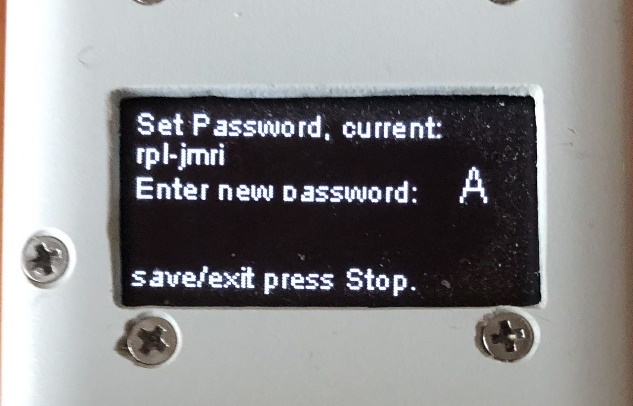 Set Password, current:
rpl-jmri
Enter new password: A
save/exit press Stop.